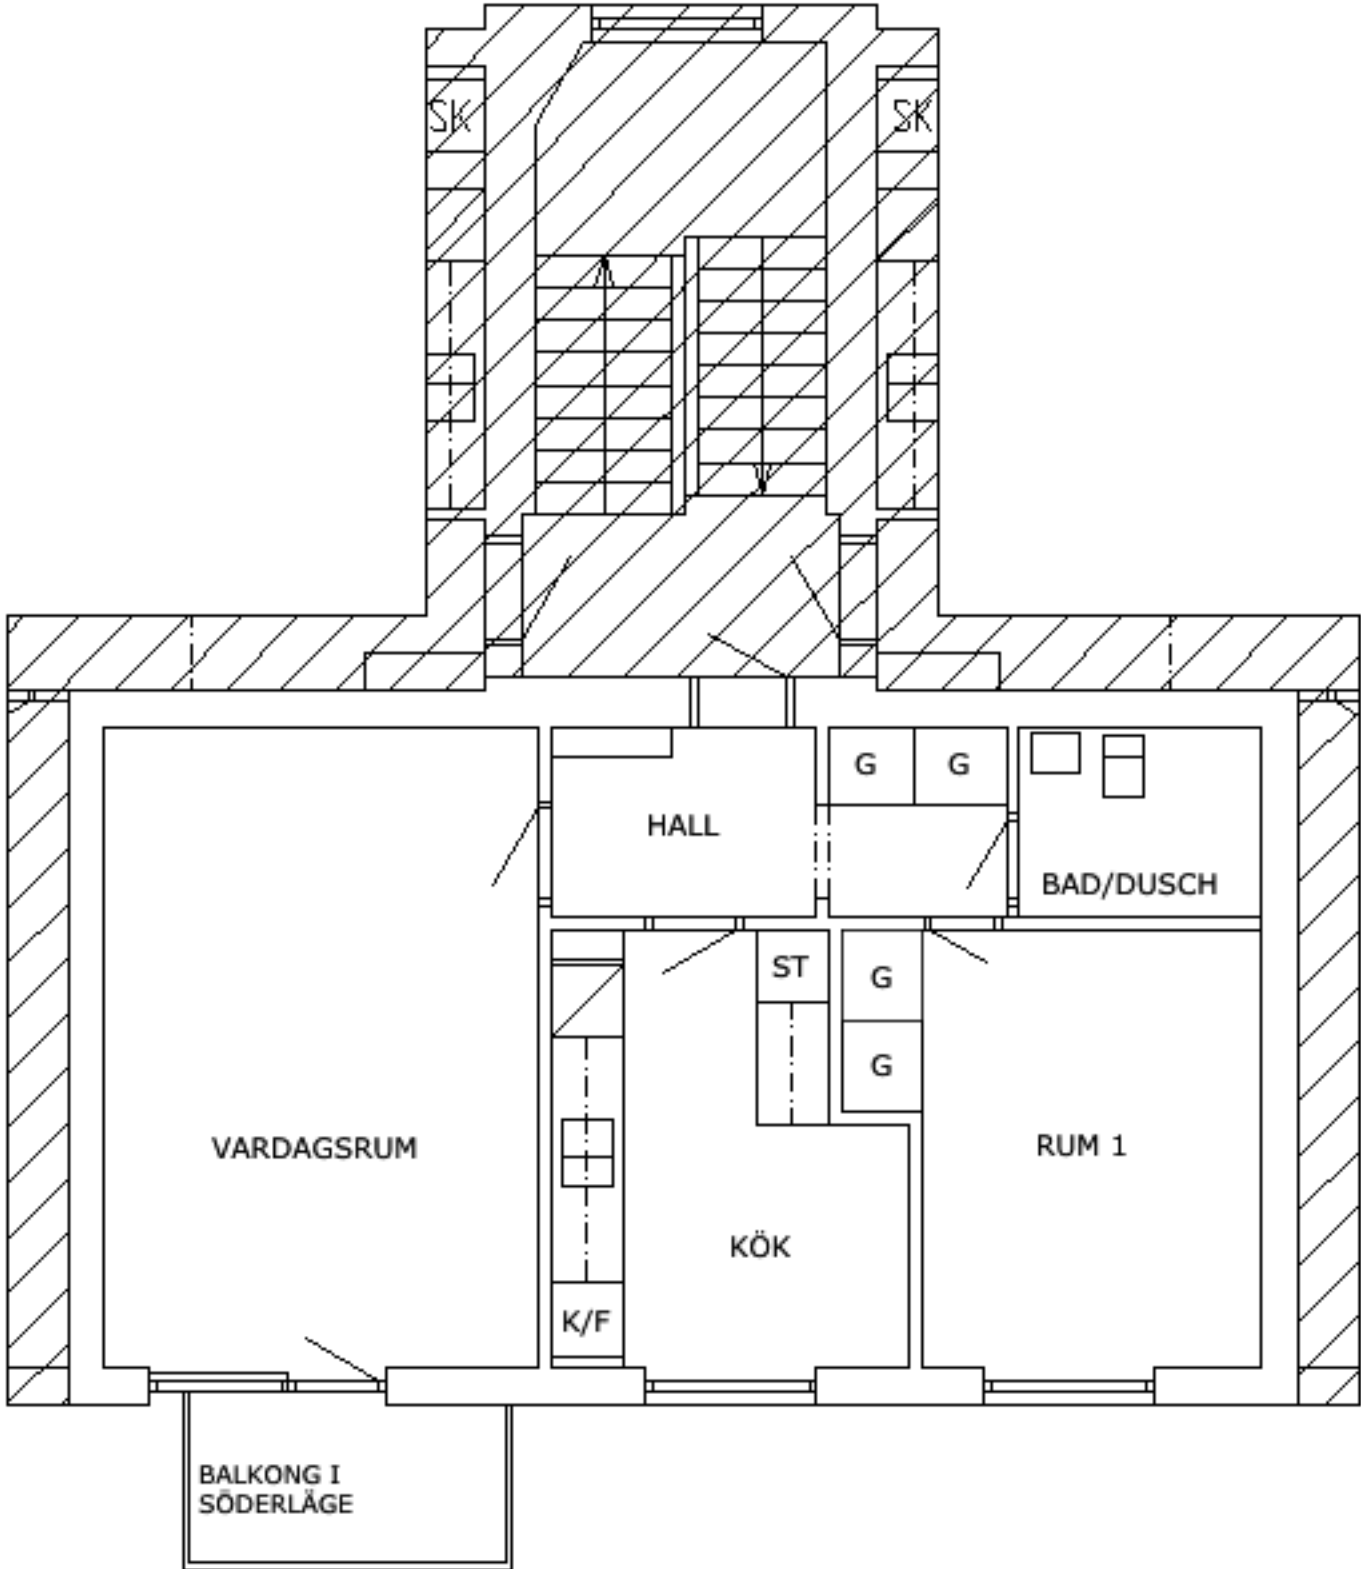 SK
SK
G
G
HALL
BAD/DUSCH
ST
G
G
VARDAGSRUM
RUM 1
KÖK
K/F
BALKONG I
SÖDERLÄGE